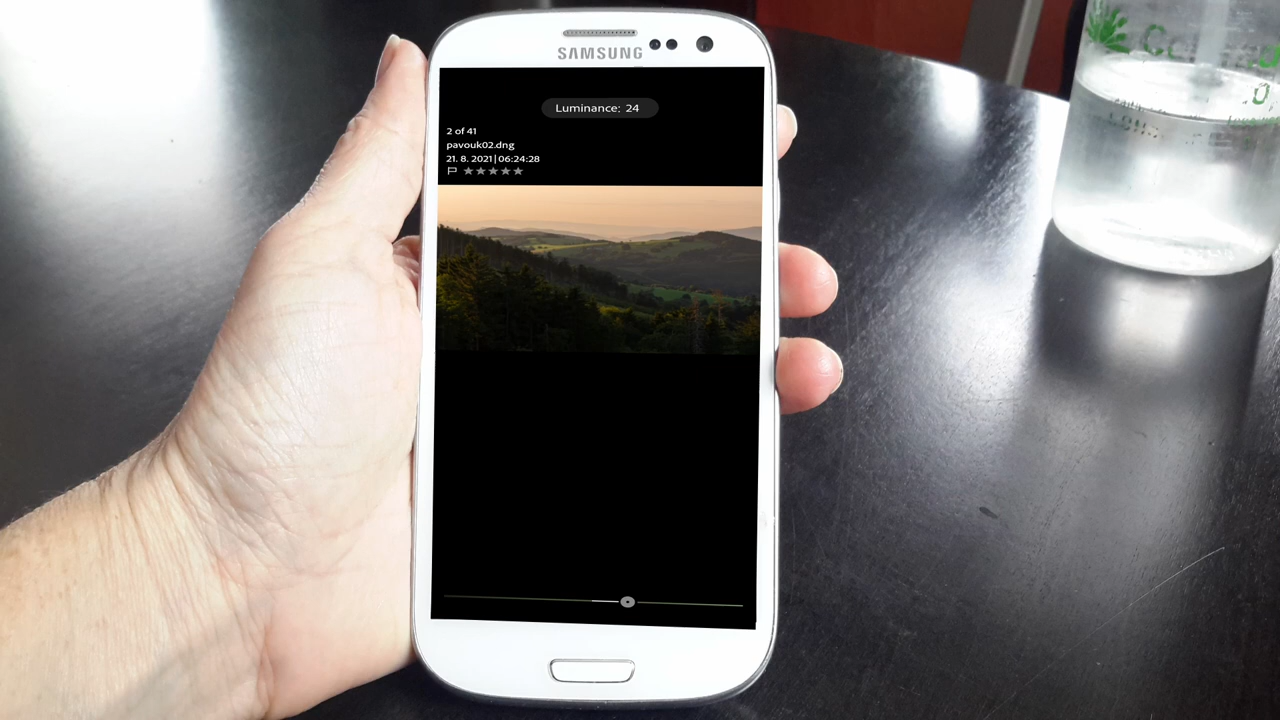 SAMSUNG
Luminance: 24
2 of 41
pavouk02.dng
21. 8. 2021|06:24:28